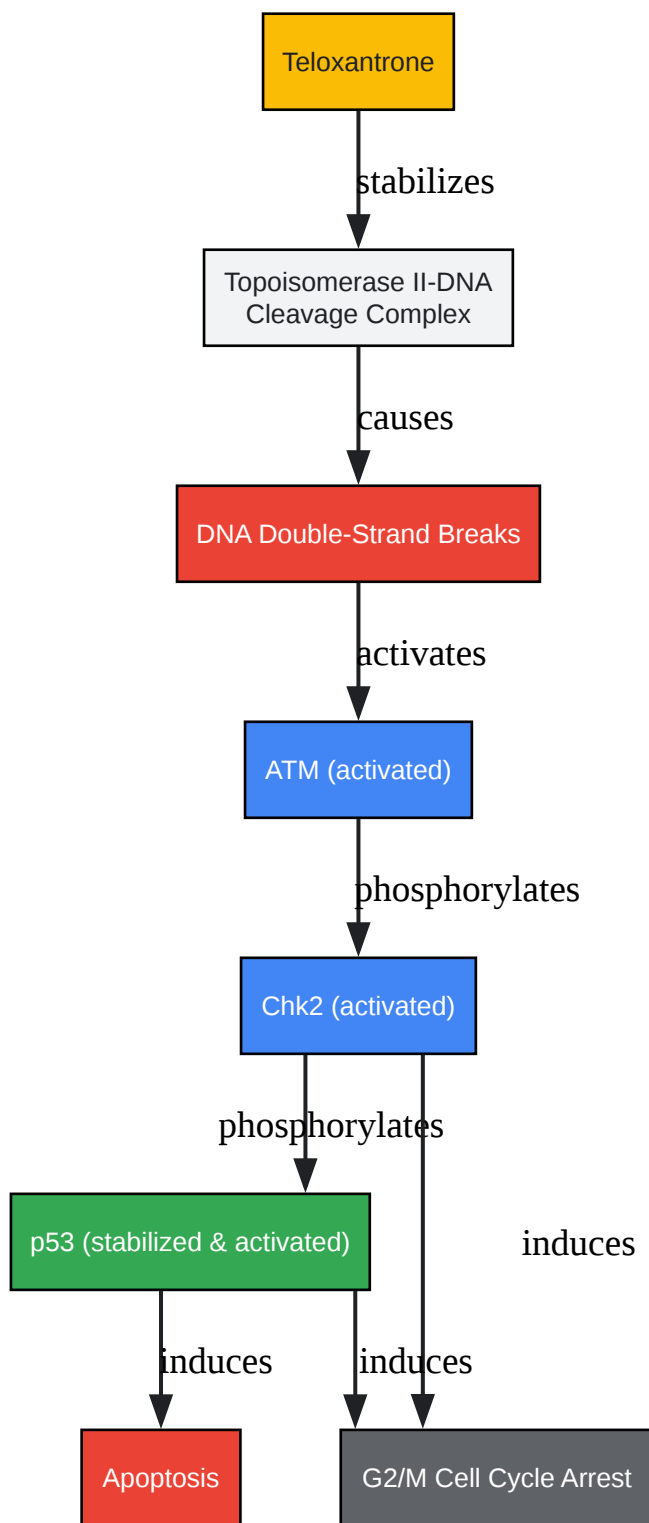 Teloxantrone
stabilizes
Topoisomerase II-DNA
Cleavage Complex
causes
DNA Double-Strand Breaks
activates
ATM (activated)
phosphorylates
Chk2 (activated)
phosphorylates
p53 (stabilized & activated)
induces
induces
induces
Apoptosis
G2/M Cell Cycle Arrest